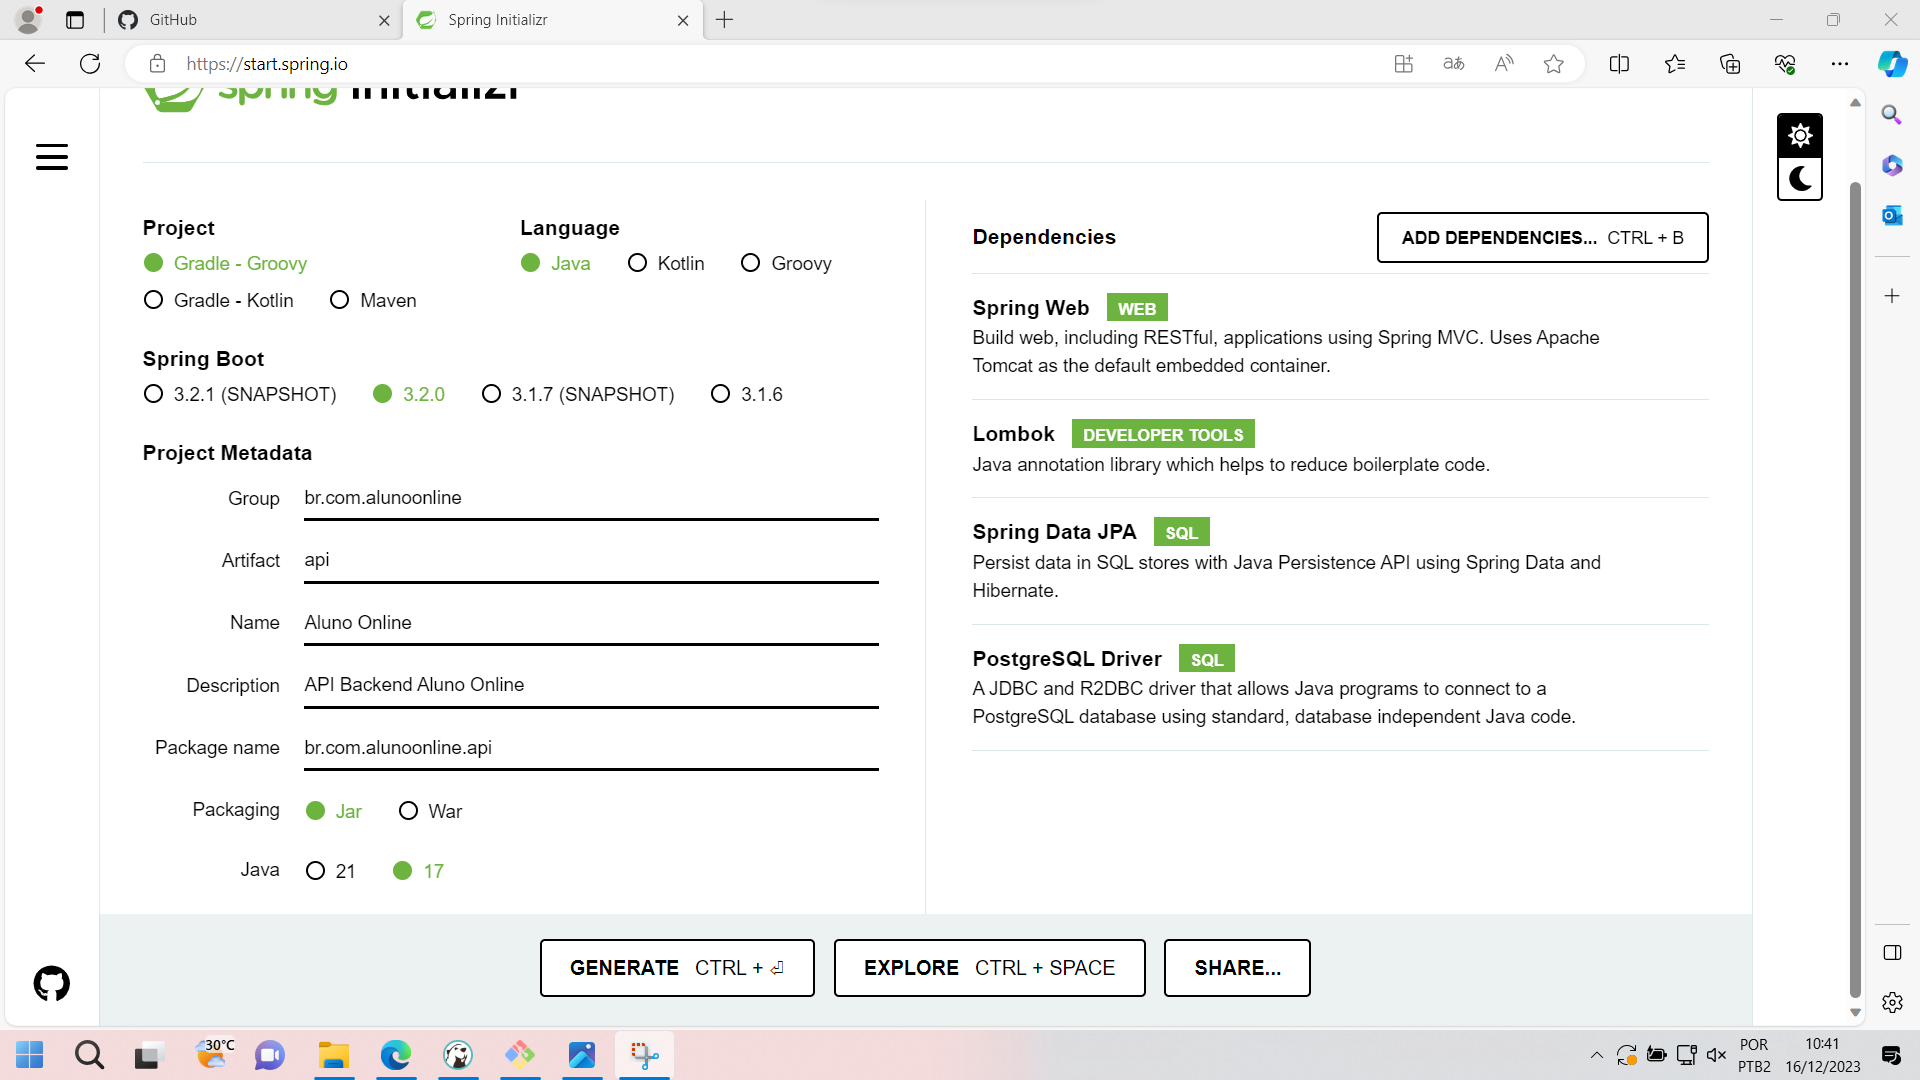 GitHub
Spring Initializr
https://start.spring.io
spring initializr
Project
Gradle - Groovy
Gradle - Kotlin Maven
Language
Java Kotlin Groovy
Spring Boot
3.2.1 (SNAPSHOT) 3.2.0 3.1.7 (SNAPSHOT) 3.1.6
Project Metadata
Group br.com.alunoonline
Artifact api
Name Aluno Online
Description API Backend Aluno Online
Package name br.com.alunoonline.api
Packaging Jar War
Java 21 17
Dependencies
ADD DEPENDENCIES... CTRL + B
Spring Web WEB
Build web, including RESTful, applications using Spring MVC. Uses Apache
Tomcat as the default embedded container.
Lombok DEVELOPER TOOLS
Java annotation library which helps to reduce boilerplate code.
Spring Data JPA SQL
Persist data in SQL stores with Java Persistence API using Spring Data and
Hibernate.
PostgreSQL Driver SQL
A JDBC and R2DBC driver that allows Java programs to connect to a
PostgreSQL database using standard, database independent Java code.
GENERATE CTRL + ⏎
EXPLORE CTRL + SPACE
SHARE...
30°C
POR
PTB2
10:41
16/12/2023